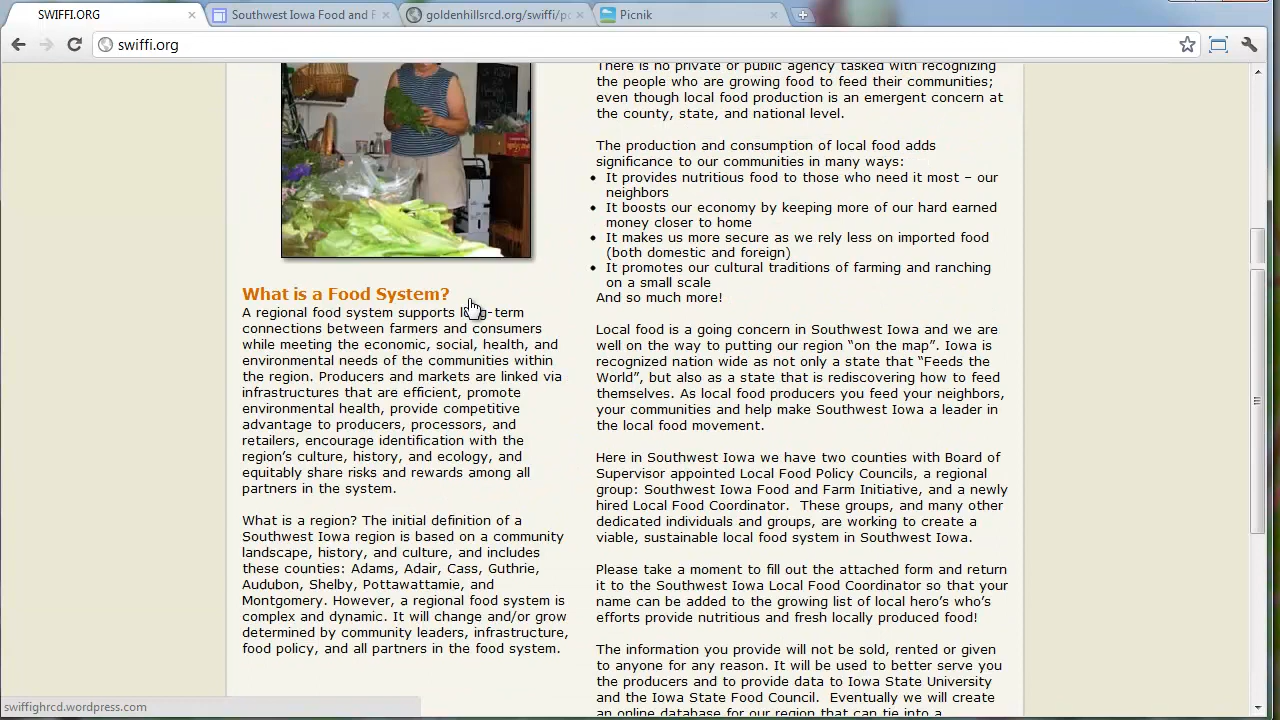 SWIFFI.ORG
Southwest Iowa Food and F
goldenhillsrcd.org/swiffi/pc
Picnik
swiffi.org
What is a Food System?
A regional food system supports long-term
connections between farmers and consumers
while meeting the economic, social, health, and
environmental needs of the communities within
the region. Producers and markets are linked via
infrastructures that are efficient, promote
environmental health, provide competitive
advantage to producers, processors, and
retailers, encourage identification with the
region's culture, history, and ecology, and
equitably share risks and rewards among all
partners in the system.
What is a region? The initial definition of a
Southwest Iowa region is based on a community
landscape, history, and culture, and includes
these counties: Adams, Adair, Cass, Guthrie,
Audubon, Shelby, Pottawattamie, and
Montgomery. However, a regional food system is
complex and dynamic. It will change and/or grow
determined by community leaders, infrastructure,
food policy, and all partners in the food system.
There is no private or public agency tasked with recognizing
the people who are growing food to feed their communities;
even though local food production is an emergent concern at
the county, state, and national level.
The production and consumption of local food adds
significance to our communities in many ways:
• It provides nutritious food to those who need it most – our
neighbors
• It boosts our economy by keeping more of our hard earned
money closer to home
• It makes us more secure as we rely less on imported food
(both domestic and foreign)
• It promotes our cultural traditions of farming and ranching
on a small scale
And so much more!
Local food is a going concern in Southwest Iowa and we are
well on the way to putting our region “on the map”. Iowa is
recognized nation wide as not only a state that “Feeds the
World”, but also as a state that is rediscovering how to feed
themselves. As local food producers you feed your neighbors,
your communities and help make Southwest Iowa a leader in
the local food movement.
Here in Southwest Iowa we have two counties with Board of
Supervisor appointed Local Food Policy Councils, a regional
group: Southwest Iowa Food and Farm Initiative, and a newly
hired Local Food Coordinator.  These groups, and many other
dedicated individuals and groups, are working to create a
viable, sustainable local food system in Southwest Iowa.
Please take a moment to fill out the attached form and return
it to the Southwest Iowa Local Food Coordinator so that your
name can be added to the growing list of local hero’s who’s
efforts provide nutritious and fresh locally produced food!
The information you provide will not be sold, rented or given
to anyone for any reason. It will be used to better serve you
the producers and to provide data to Iowa State University
and the Iowa State Food Council.  Eventually we will create
an online database for our region that can tie into a
swiffighrcd.wordpress.com